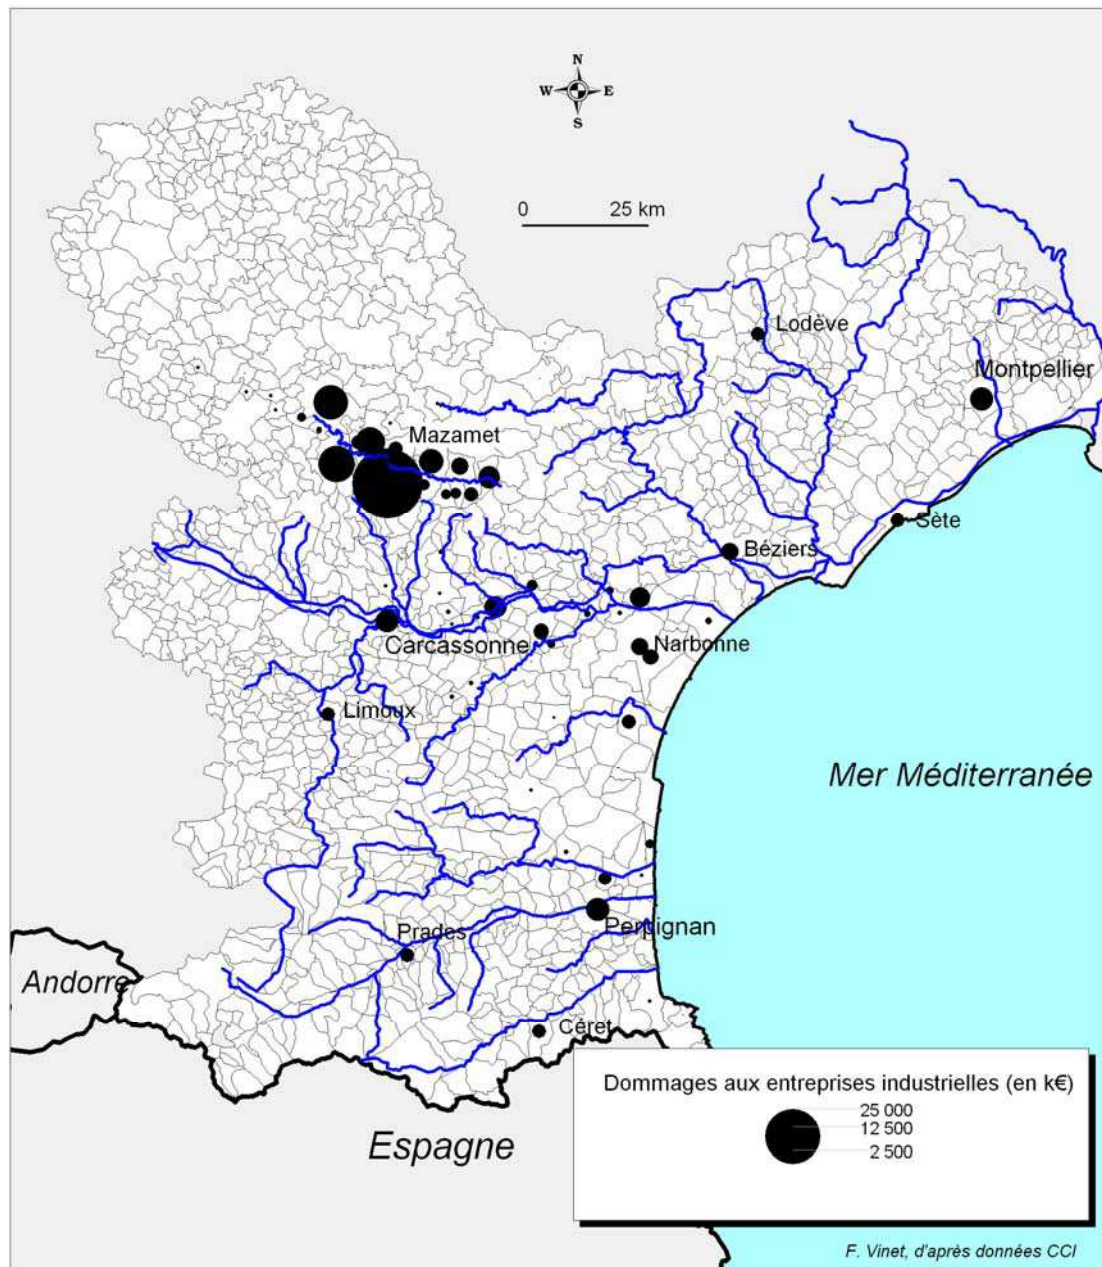 N
W E
S
0 25 km
Lodève
Montpellier
Mazamet
Sète
Béziers
Carcassonne
Narbonne
Limoux
Mer Méditerranée
Perpignan
Prades
Andorre
Céret
Dommages aux entreprises industrielles (en k€)
25 000
12 500
2 500
Espagne
F. Vinet, d'après données CCI